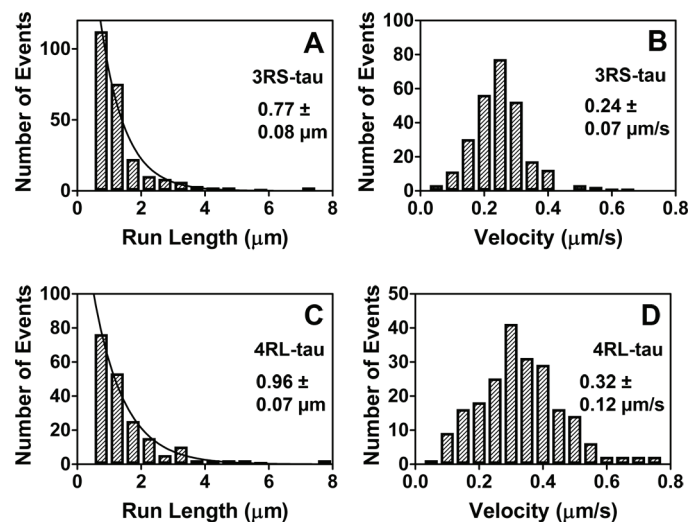 A
3RS-tau
0.77 ±
0.08 µm
Number of Events
100
50
0
0 2 4 6 8
Run Length (µm)
B
3RS-tau
0.24 ±
0.07 µm/s
Number of Events
100
80
60
40
20
0
0.0 0.2 0.4 0.6 0.8
Velocity (µm/s)
C
4RL-tau
0.96 ±
0.07 µm
Number of Events
100
80
60
40
20
0
0 2 4 6 8
Run Length (µm)
D
4RL-tau
0.32 ±
0.12 µm/s
Number of Events
50
40
30
20
10
0
0.0 0.2 0.4 0.6 0.8
Velocity (µm/s)